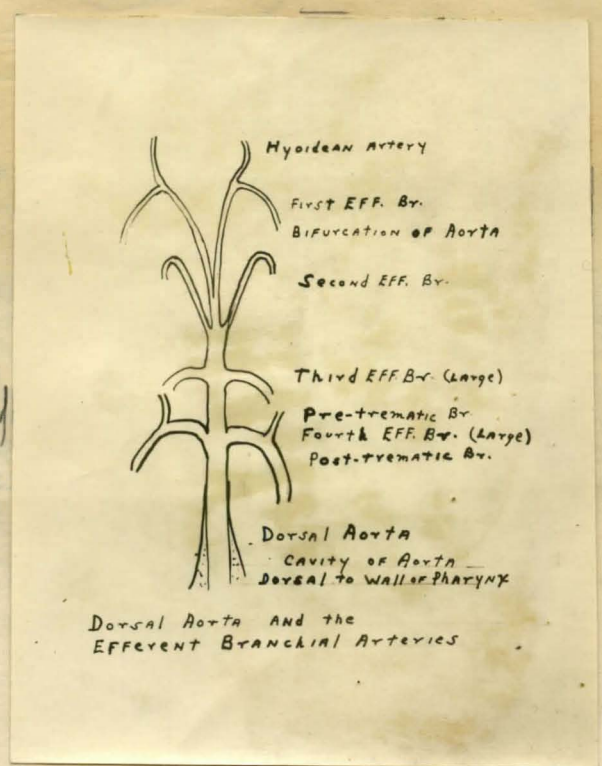 Hyoidean Artery
First Eff. Br.
Bifurcation of Aorta
Second Eff. Br.
Third Eff. Br. (Large)
Pre-trematic Br.
Fourth Eff. Br. (Large)
Post-trematic Br.
Dorsal Aorta
Cavity of Aorta
Dorsal to Wall of Pharynx
Dorsal Aorta and the
Efferent Branchial Arteries